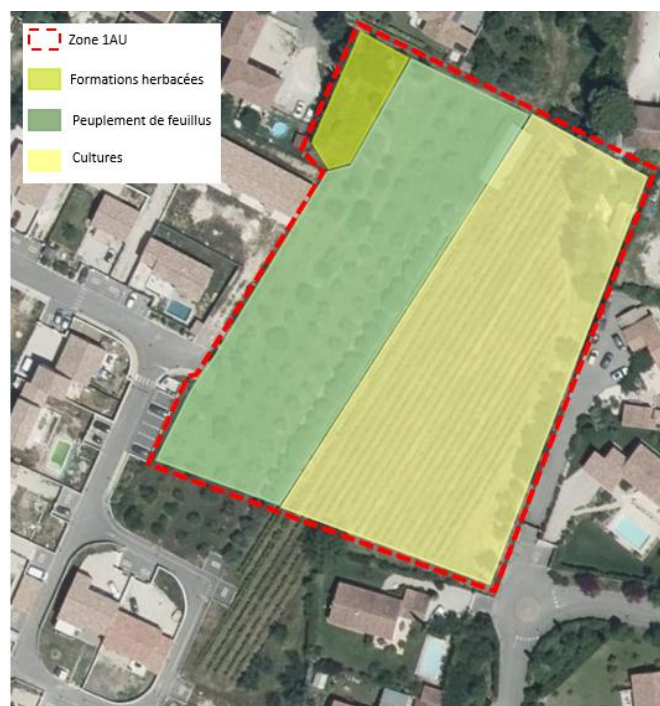 Zone 1AU
Formations herbacées
Peuplement de feuillus
Cultures